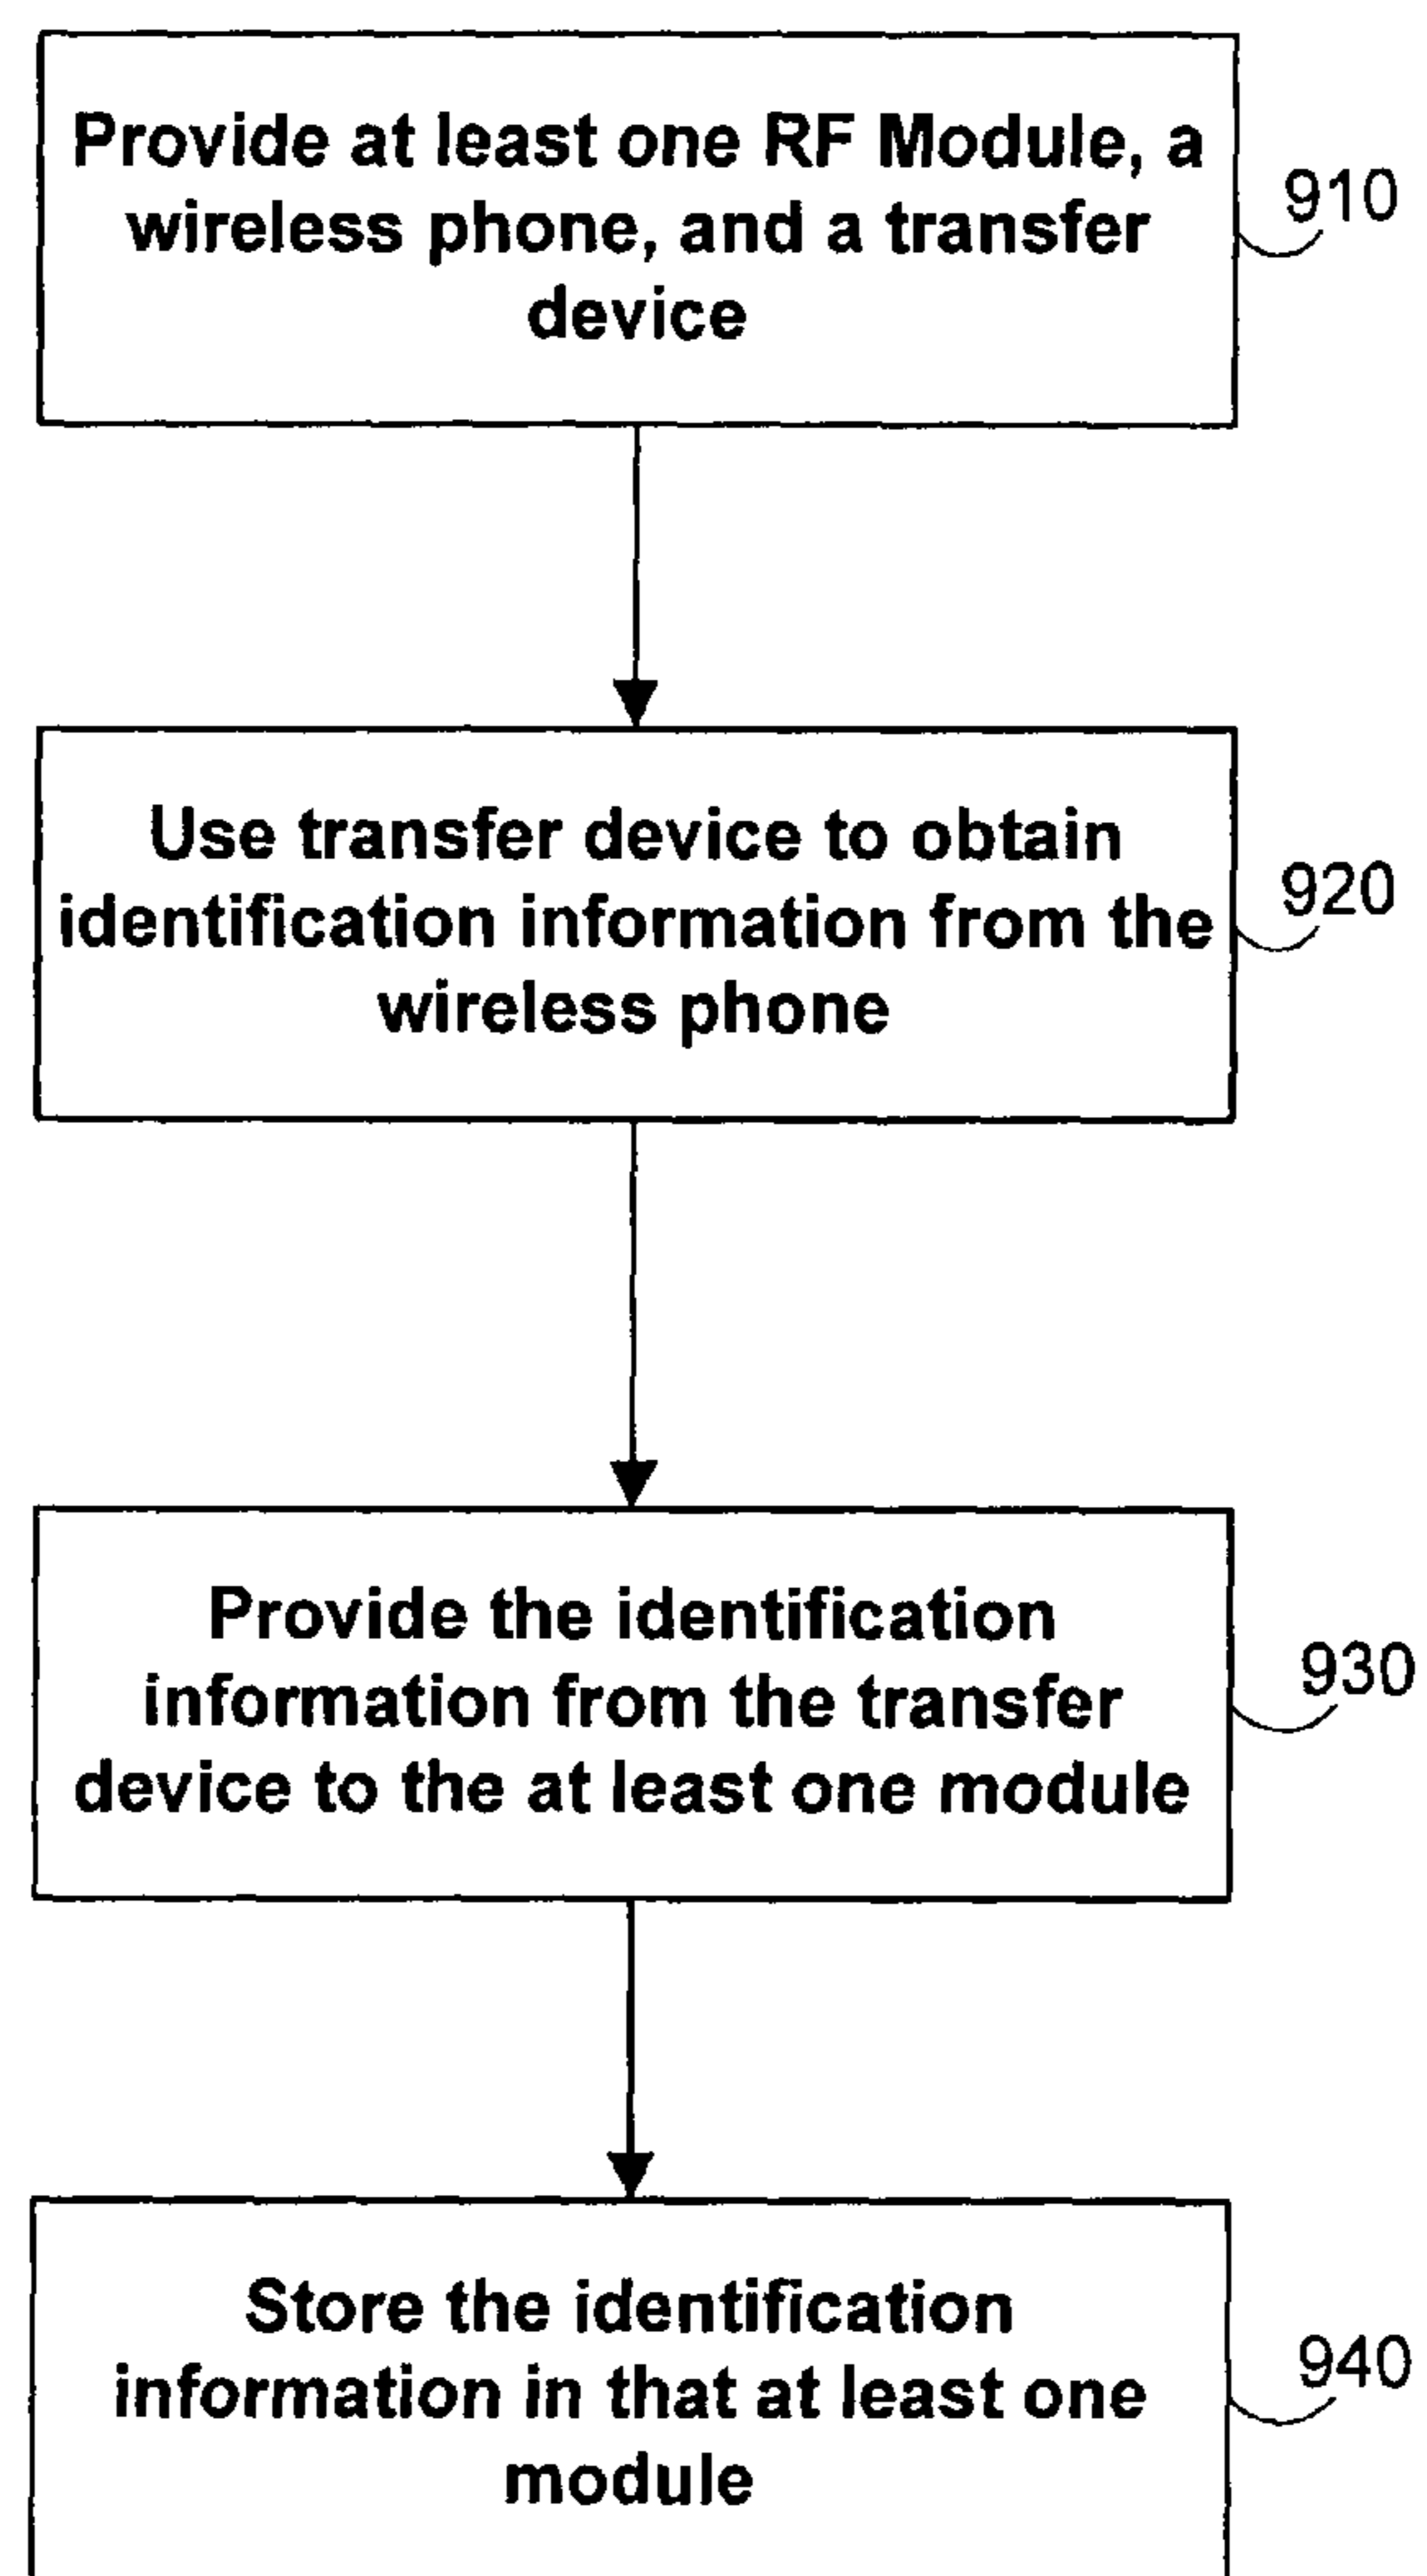 Provide at least one RF Module, a
wireless phone, and a transfer
device
910
Use transfer device to obtain
identification information from the
wireless phone
920
Provide the identification
information from the transfer
device to the at least one module
930
Store the identification
information in that at least one
module
940